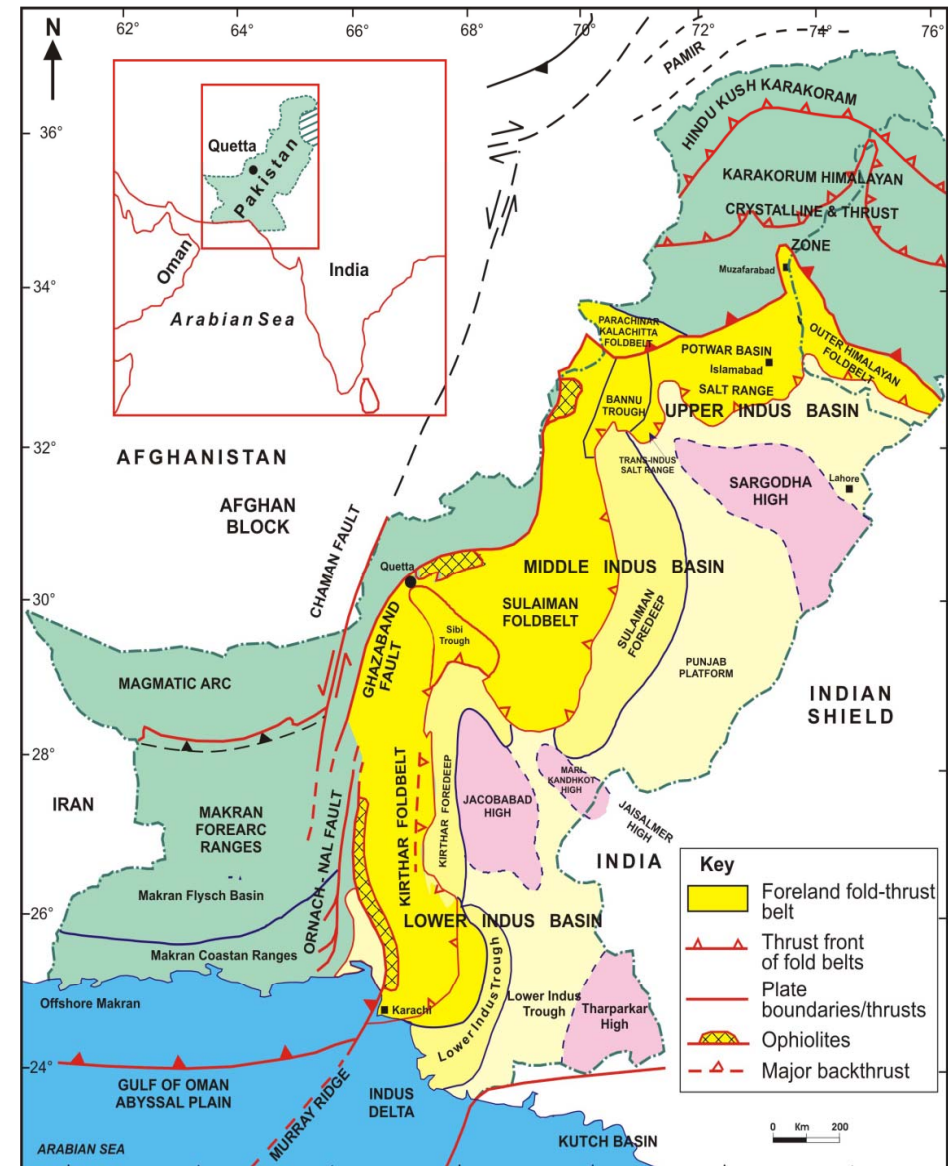 62°
64°
66°
68°
70°
72°
74°
76°
N
36°
34°
32°
30°
28°
26°
24°
Quetta
Pakistan
Oman
India
Arabian Sea
PAMIR
HINDU KUSH KARAKORAM
KARAKORUM HIMALAYAN
CRYSTALLINE & THRUST
ZONE
Muzafarabad
PARACHINAR
KALACHITTA
FOLDBELT
POTWAR BASIN
Islamabad
SALT RANGE
OUTER HIMALAYAN
FOLDBELT
BANNU
TROUGH
UPPER INDUS BASIN
TRANS-INDUS
SALT RANGE
SARGODHA
HIGH
Lahore
AFGHANISTAN
AFGHAN
BLOCK
CHAMAN FAULT
Quetta
MIDDLE INDUS BASIN
SULAIMAN
FOLDBELT
SULAIMAN
FOREDEEP
PUNJAB
PLATFORM
GHAZABAND
FAULT
Sibi
Trough
MAGMATIC ARC
INDIAN
SHIELD
IRAN
MAKRAN
FOREARC
RANGES
ORNACH - NAL FAULT
KIRTHAR FOLDBELT
KIRTHAR FOREDEEP
JACOBABAD
HIGH
MARI
KANDHKOT
HIGH
JAISALMER
HIGH
INDIA
Makran Flysch Basin
LOWER INDUS BASIN
Makran Coastan Ranges
Offshore Makran
Karachi
Lower Indus Trough
Lower Indus
Trough
Tharparkar
High
GULF OF OMAN
ABYSSAL PLAIN
MURRAY RIDGE
INDUS
DELTA
ARABIAN SEA
KUTCH BASIN
Key
Foreland fold-thrust
belt
Thrust front
of fold belts
Plate
boundaries/thrusts
Ophiolites
Major backthrust
0 Km 200